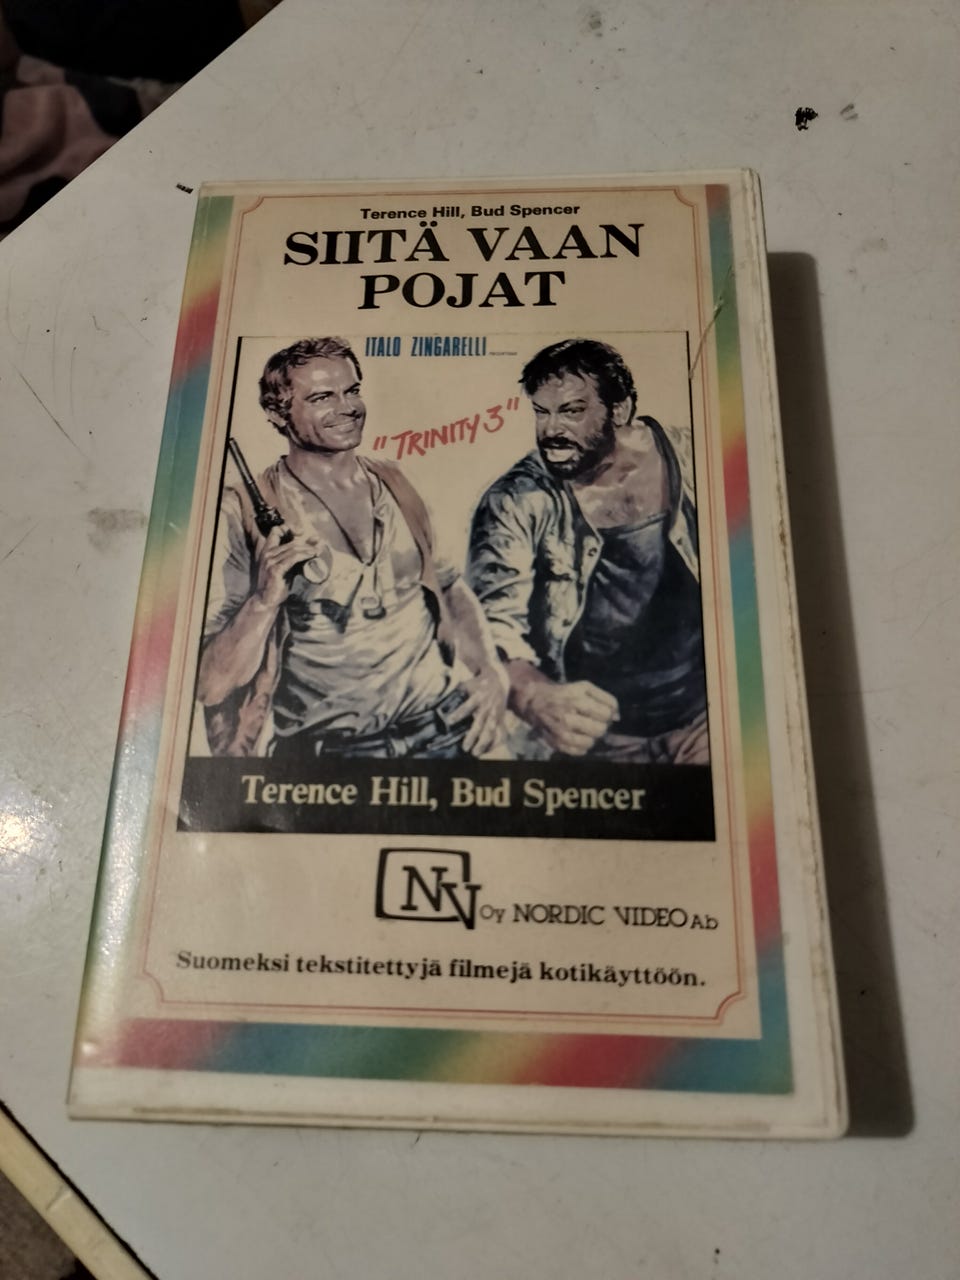 Terence Hill, Bud Spencer
SIITÄ VAAN
POJAT
ITALO ZINGARELLI
"TRINITY 3"
Terence Hill, Bud Spencer
NV Oy NORDIC VIDEO Ab
Suomeksi tekstitettyjä filmejä kotikäyttöön.